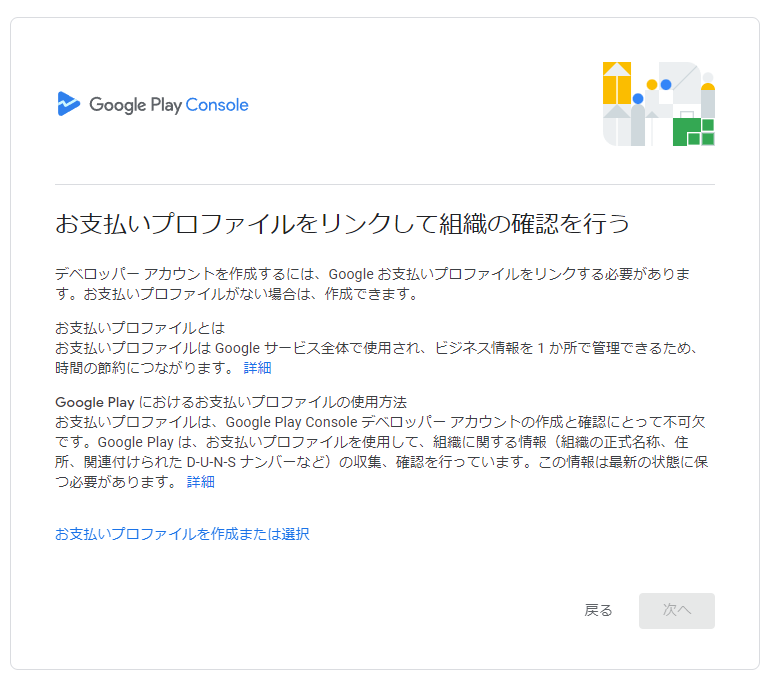 Google Play Console
お支払いプロファイルをリンクして組織の確認を行う
デベロッパー アカウントを作成するには、Google お支払いプロファイルをリンクする必要がありま
す。お支払いプロファイルがない場合は、作成できます。
お支払いプロファイルとは
お支払いプロファイルは Google サービス全体で使用され、ビジネス情報を 1 か所で管理できるため、
時間の節約につながります。 詳細
Google Play におけるお支払いプロファイルの使用方法
お支払いプロファイルは、Google Play Console デベロッパー アカウントの作成と確認にとって不可欠
です。Google Play は、お支払いプロファイルを使用して、組織に関する情報（組織の正式名称、住
所、関連付けられた D-U-N-S ナンバーなど）の収集、確認を行っています。この情報は最新の状態に保
つ必要があります。 詳細
お支払いプロファイルを作成または選択
戻る 次へ